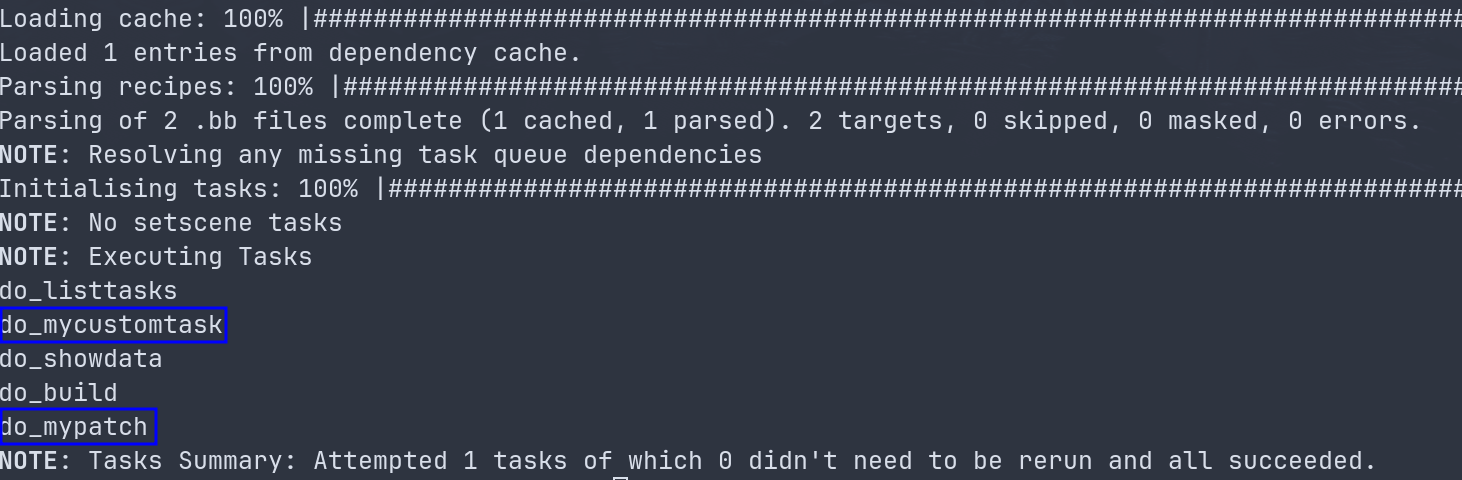 Loading cache: 100% |#############################################################################
Loaded 1 entries from dependency cache.
Parsing recipes: 100% |###########################################################################
Parsing of 2 .bb files complete (1 cached, 1 parsed). 2 targets, 0 skipped, 0 masked, 0 errors.
NOTE: Resolving any missing task queue dependencies
Initialising tasks: 100% |########################################################################
NOTE: No setscene tasks
NOTE: Executing Tasks
do_listtasks
do_mycustomtask
do_showdata
do_build
do_mypatch
NOTE: Tasks Summary: Attempted 1 tasks of which 0 didn't need to be rerun and all succeeded.